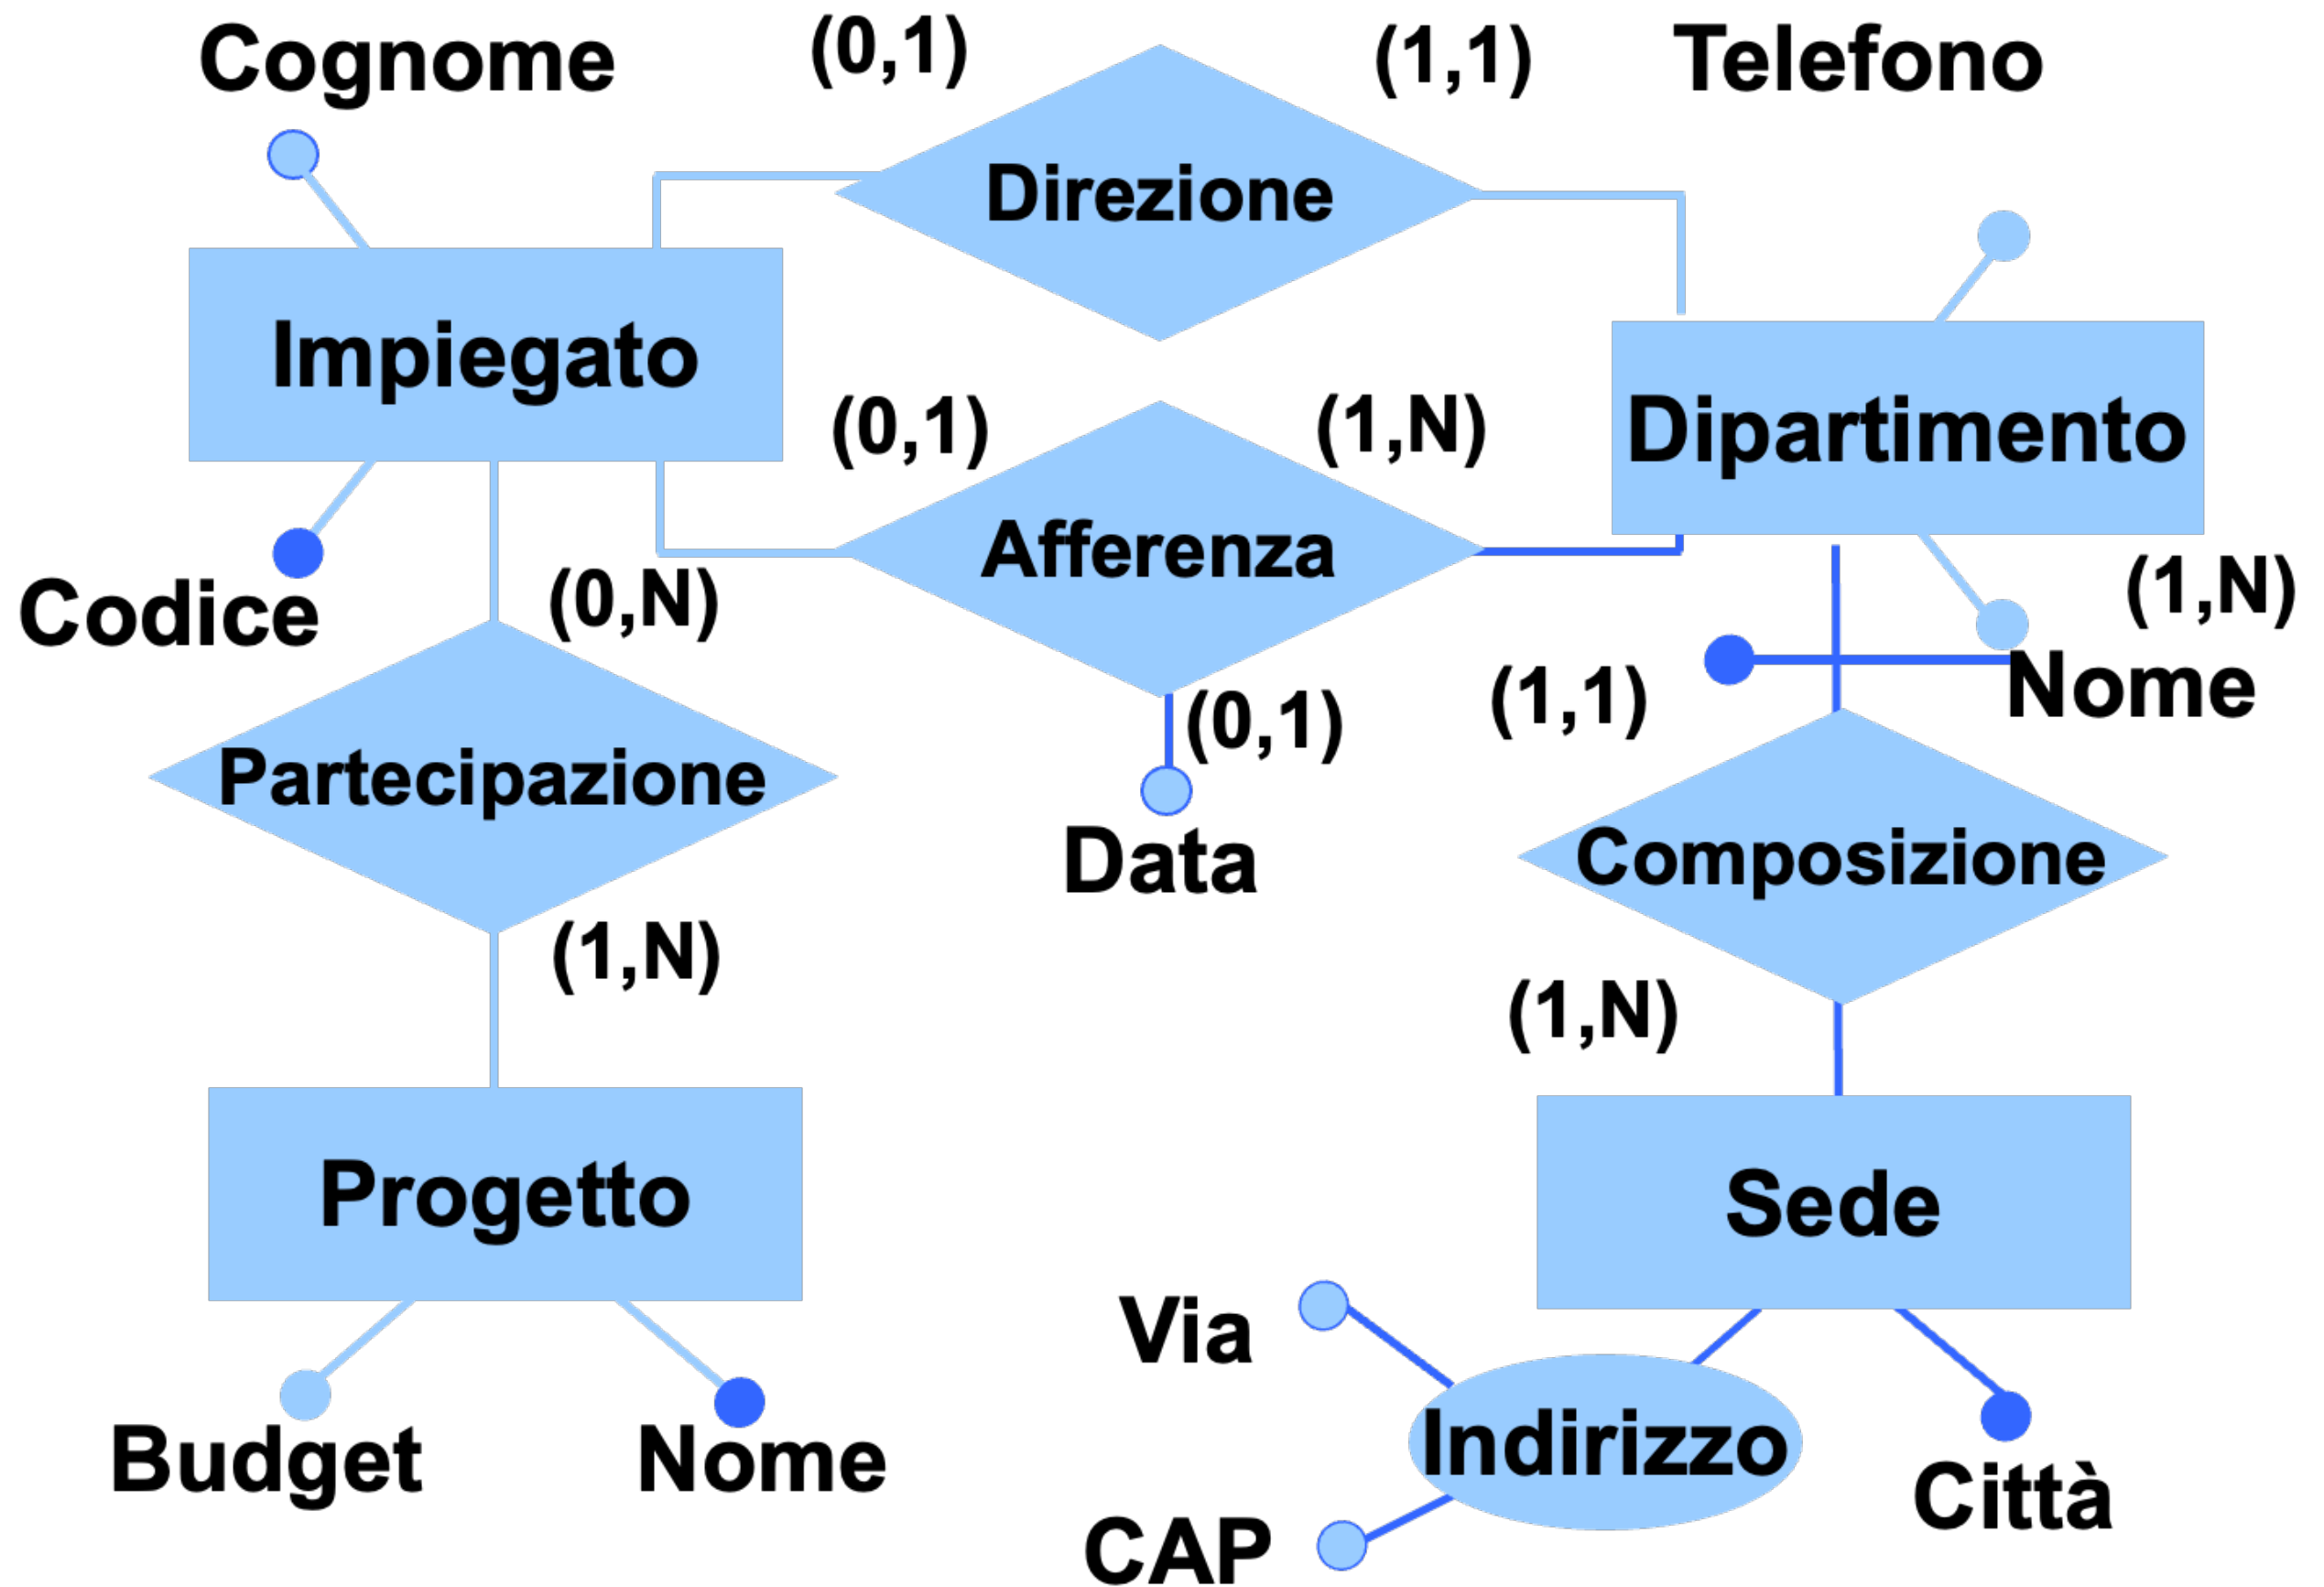 Cognome
(0,1)
(1,1)
Telefono
Direzione
Impiegato
(0,1)
(1,N)
Dipartimento
Afferenza
Codice
(0,N)
(1,N)
(1,1)
Nome
(0,1)
Partecipazione
Data
Composizione
(1,N)
(1,N)
Progetto
Sede
Via
Indirizzo
Budget
Nome
Città
CAP